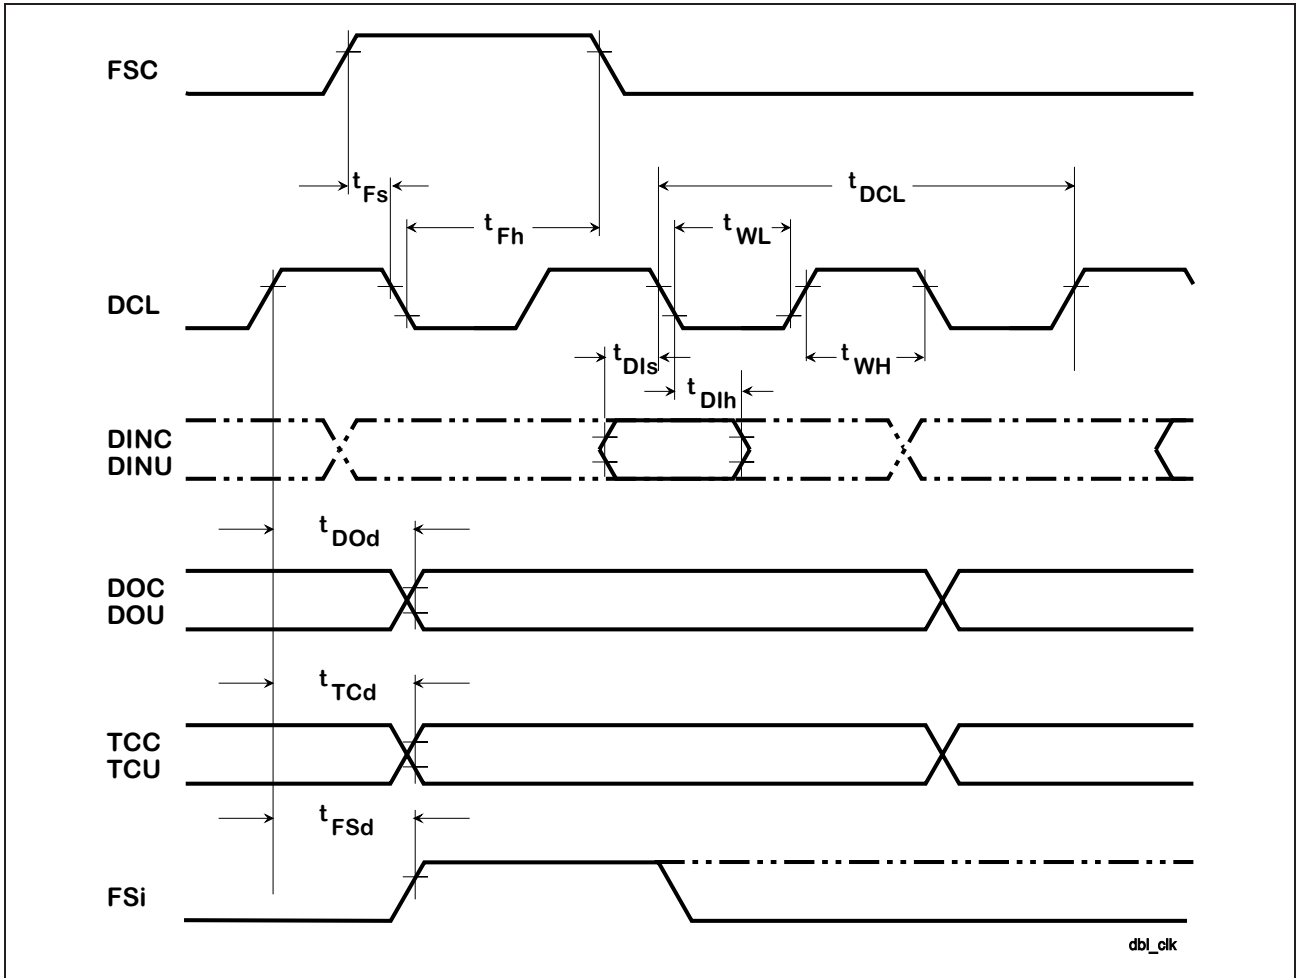 FSC
t Fs
t DCL
t Fh
t WL
DCL
t DIs
t WH
t DIh
DINC
DINU
t DOd
DOC
DOU
t TCd
TCC
TCU
t FSd
FSi
dbl_clk